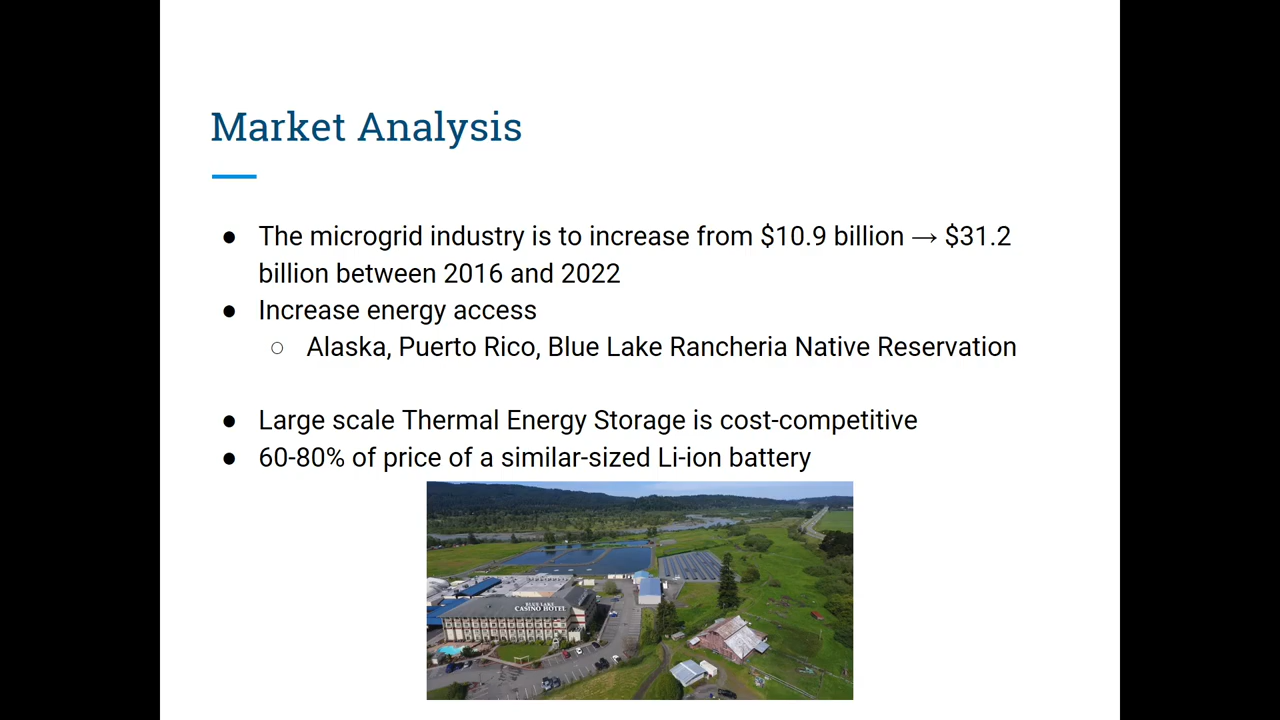 Market Analysis
● The microgrid industry is to increase from $10.9 billion → $31.2
billion between 2016 and 2022
● Increase energy access
○ Alaska, Puerto Rico, Blue Lake Rancheria Native Reservation
● Large scale Thermal Energy Storage is cost-competitive
● 60-80% of price of a similar-sized Li-ion battery
BLUE LAKE
CASINO HOTEL